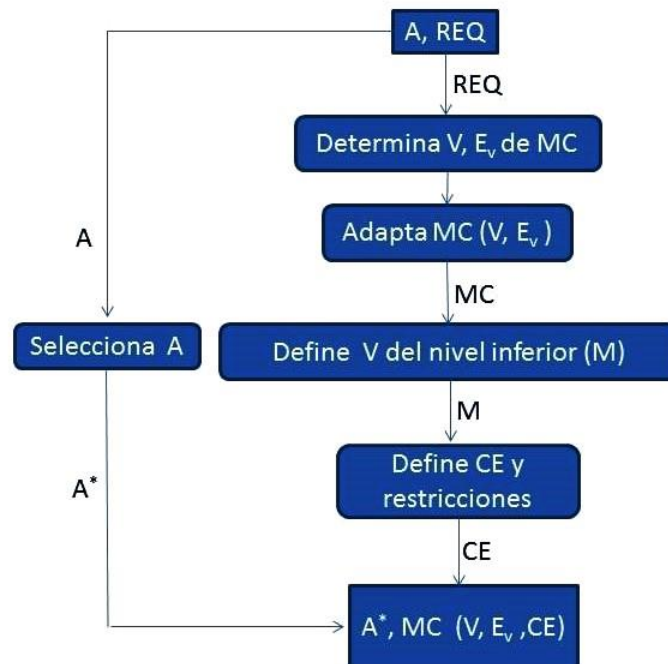 A, REQ
REQ
Determina V, Eᵥ de MC
Adapta MC (V, Eᵥ )
A
MC
Selecciona A
Define V del nivel inferior (M)
M
Define CE y
restricciones
A*
CE
A*, MC (V, Eᵥ ,CE)